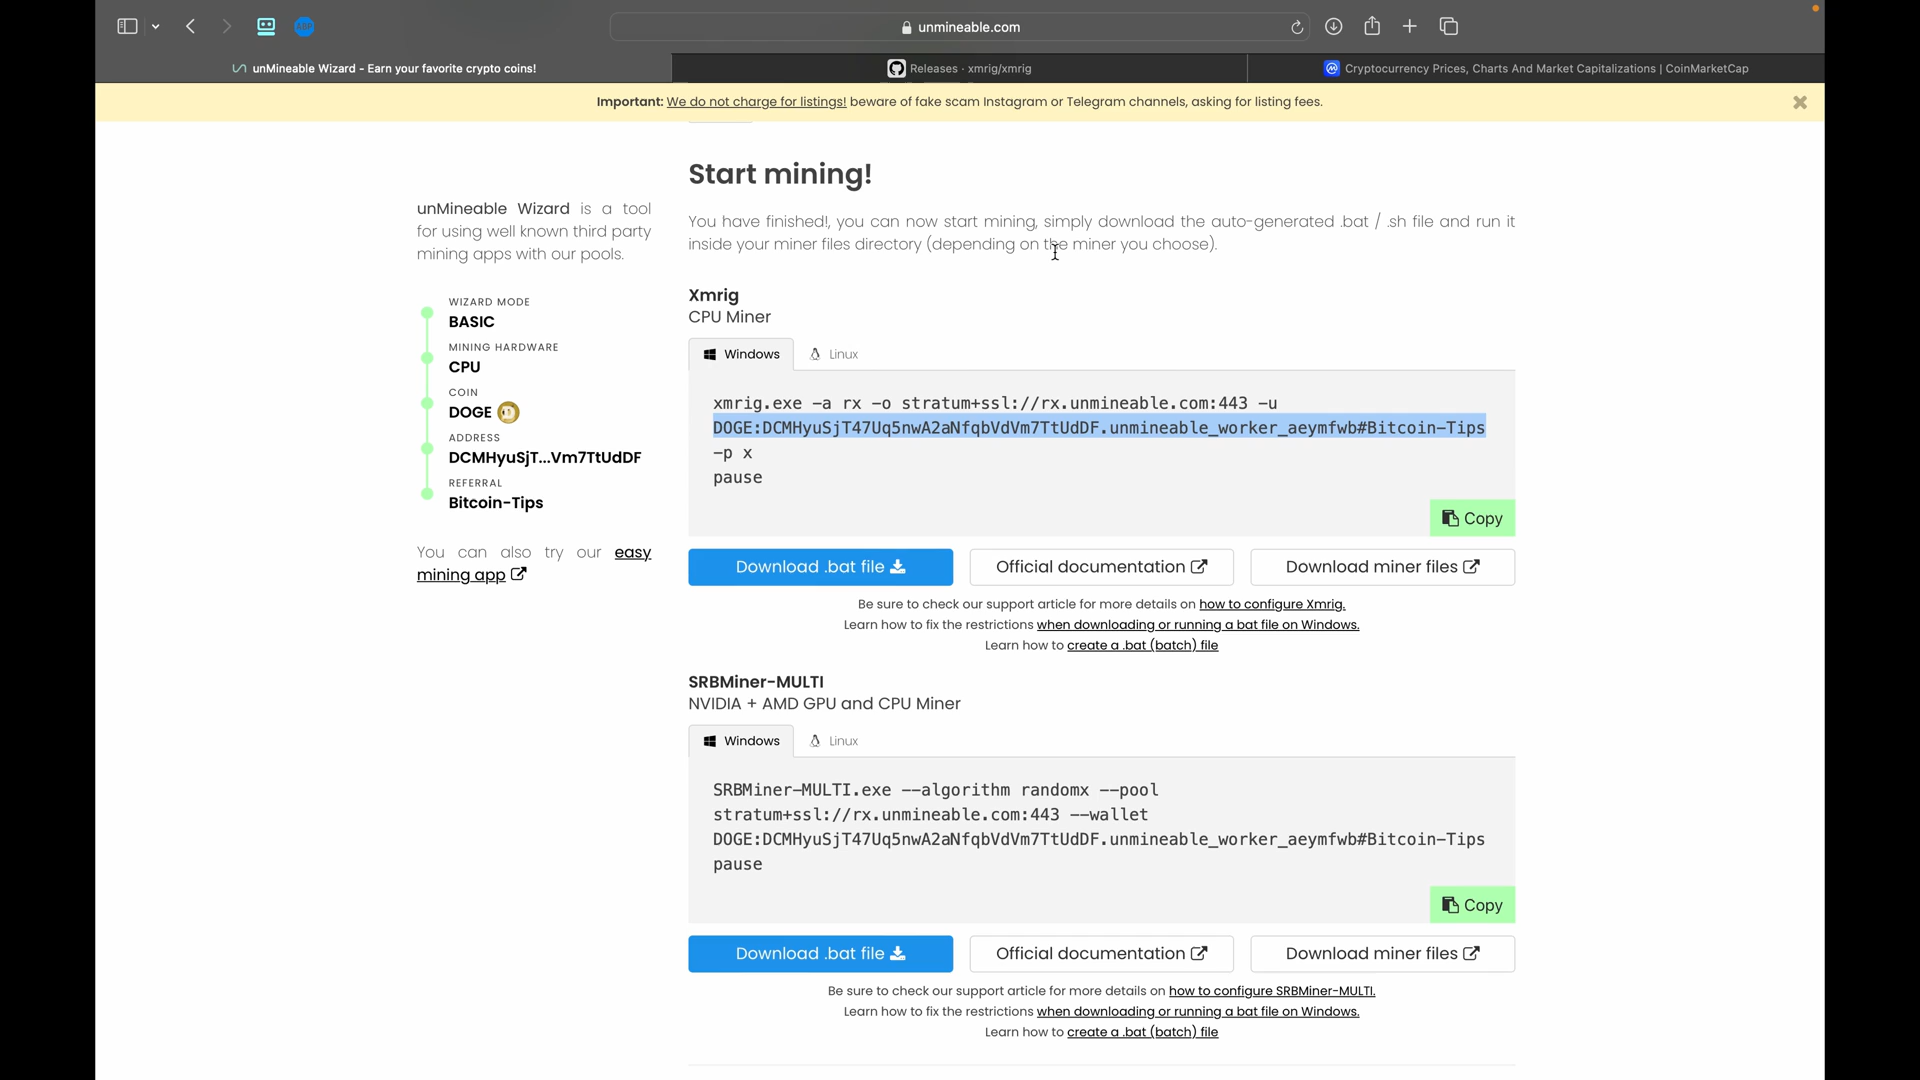 unmineable.com
unMineable Wizard - Earn your favorite crypto coins!
Releases · xmrig/xmrig
Cryptocurrency Prices, Charts And Market Capitalizations | CoinMarketCap
Important: We do not charge for listings! beware of fake scam Instagram or Telegram channels, asking for listing fees.
unMineable Wizard is a tool
for using well known third party
mining apps with our pools.
WIZARD MODE
BASIC
MINING HARDWARE
CPU
COIN
DOGE
ADDRESS
DCMHyuSjT...Vm7TtUdDF
REFERRAL
Bitcoin-Tips
You can also try our easy
mining app
Start mining!
You have finished!, you can now start mining, simply download the auto-generated .bat / .sh file and run it
inside your miner files directory (depending on the miner you choose).
Xmrig
CPU Miner
Windows
Linux
xmrig.exe -a rx -o stratum+ssl://rx.unmineable.com:443 -u
DOGE:DCMHyuSjT47Uq5nwA2aNfqbVdVm7TtUdDF.unmineable_worker_aeymfwb#Bitcoin-Tips
-p x
pause
Copy
Download .bat file
Official documentation
Download miner files
Be sure to check our support article for more details on how to configure Xmrig.
Learn how to fix the restrictions when downloading or running a bat file on Windows.
Learn how to create a .bat (batch) file
SRBMiner-MULTI
NVIDIA + AMD GPU and CPU Miner
Windows
Linux
SRBMiner-MULTI.exe --algorithm randomx --pool
stratum+ssl://rx.unmineable.com:443 --wallet
DOGE:DCMHyuSjT47Uq5nwA2aNfqbVdVm7TtUdDF.unmineable_worker_aeymfwb#Bitcoin-Tips
pause
Copy
Download .bat file
Official documentation
Download miner files
Be sure to check our support article for more details on how to configure SRBMiner-MULTI.
Learn how to fix the restrictions when downloading or running a bat file on Windows.
Learn how to create a .bat (batch) file